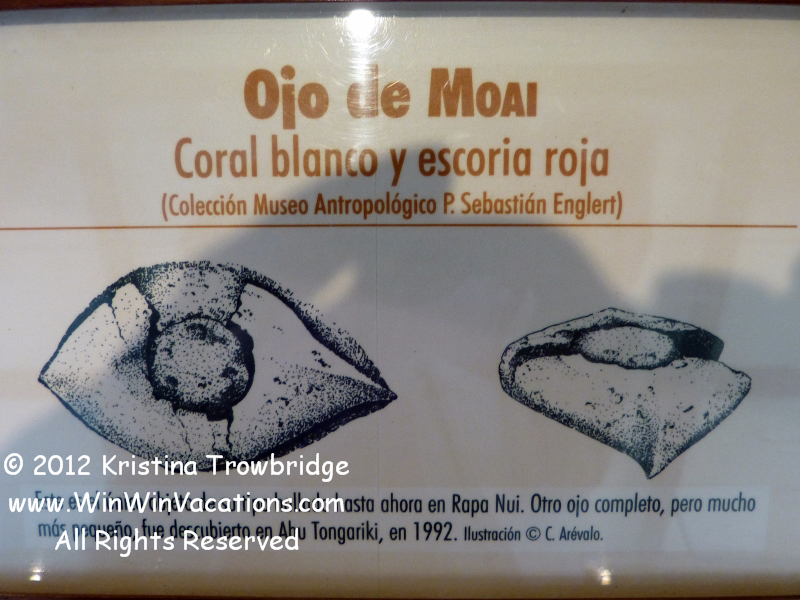 Ojo de MOAI
Coral blanco y escoria roja
(Colección Museo Antropológico P. Sebastián Englert)
© 2012 Kristina Trowbridge
www.WinWinVacations.com
All Rights Reserved
hasta ahora en Rapa Nui. Otro ojo completo, pero mucho
más pequeño, fue descubierto en Ahu Tongariki, en 1992. Ilustración © C. Arévalo.